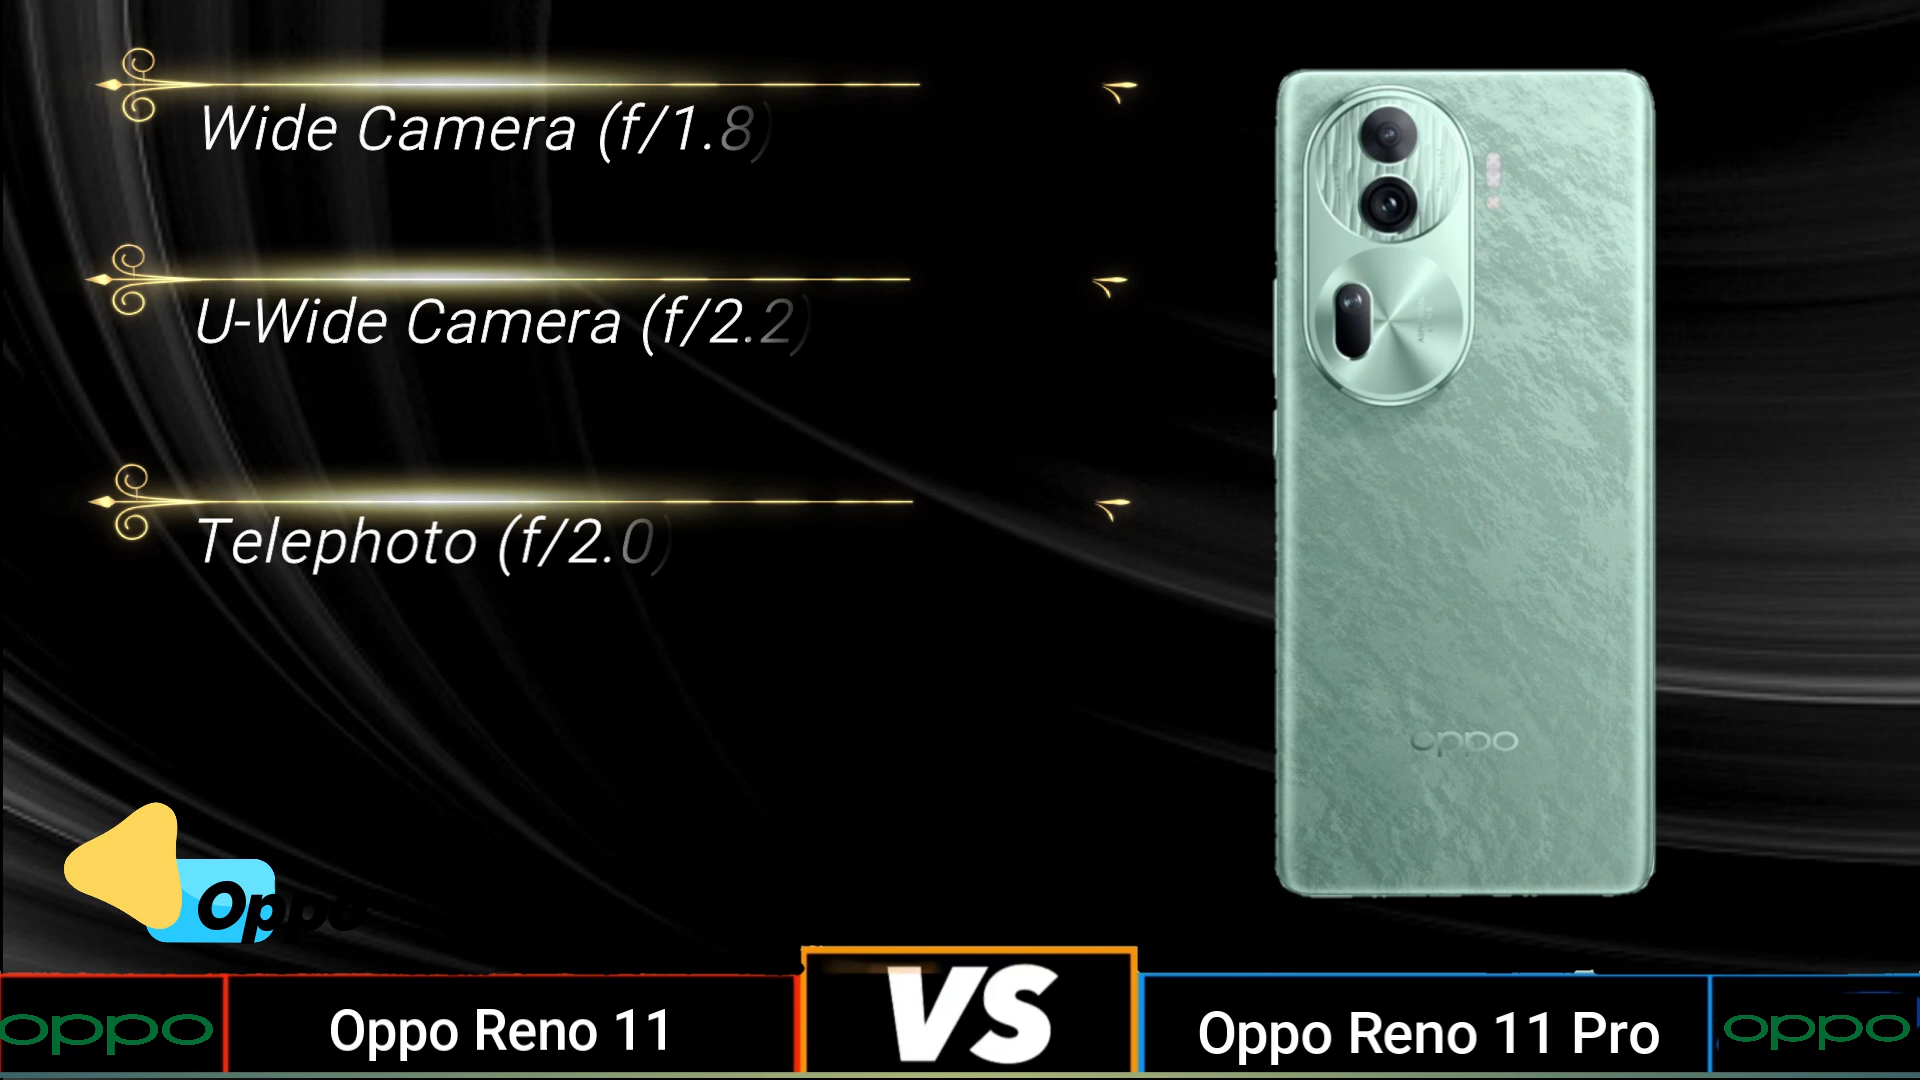 Wide Camera (f/1.8)
U-Wide Camera (f/2.2)
Telephoto (f/2.0)
oppo
Oppo
oppo
Oppo Reno 11
VS
Oppo Reno 11 Pro
oppo